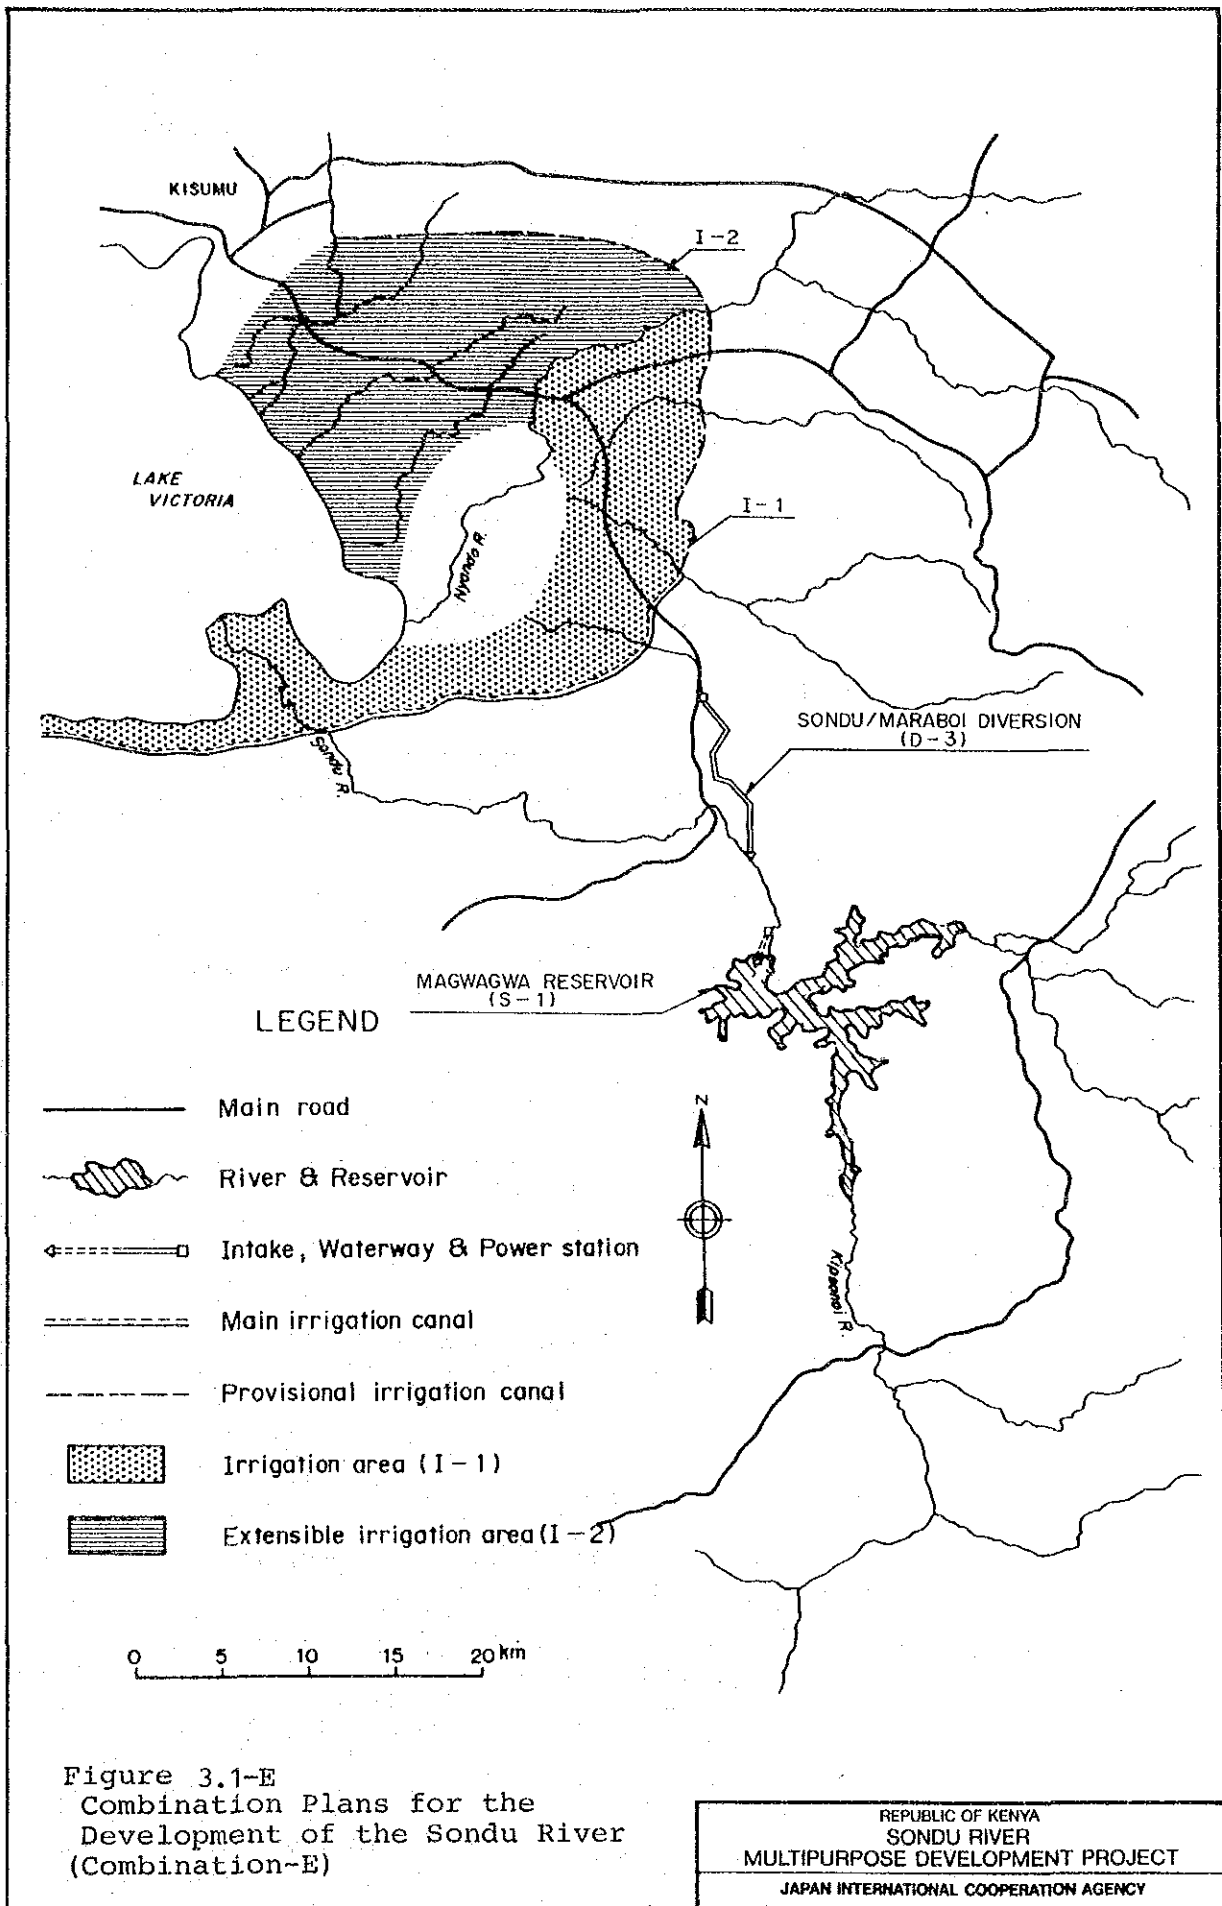 KISUMU
I-2
LAKE
VICTORIA
I-1
Nyando R.
SONDU/MARABOI DIVERSION
(D-3)
Sondu R.
MAGWAGWA RESERVOIR
(S-1)
LEGEND
Main road
River & Reservoir
Intake, Waterway & Power station
Main irrigation canal
Provisional irrigation canal
Irrigation area (I-1)
Extensible irrigation area (I-2)
N
Kipsonoi R.
0 5 10 15 20 km
Figure 3.1-E
Combination Plans for the
Development of the Sondu River
(Combination-E)
REPUBLIC OF KENYA
SONDU RIVER
MULTIPURPOSE DEVELOPMENT PROJECT
JAPAN INTERNATIONAL COOPERATION AGENCY